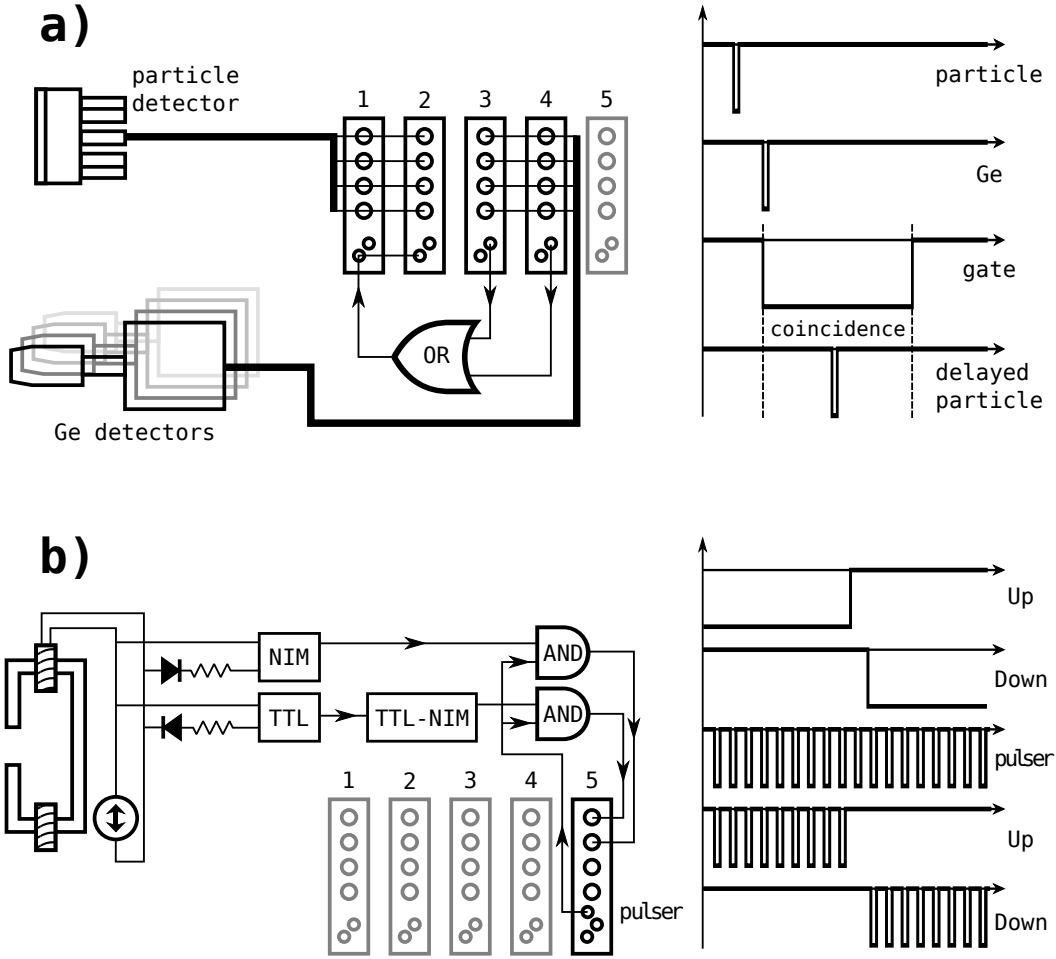 a)
particle
detector
1 2 3 4 5
OR
Ge detectors
particle
Ge
gate
coincidence
delayed
particle
b)
NIM
AND
TTL
TTL-NIM
AND
1 2 3 4 5
pulser
Up
Down
pulser
Up
Down